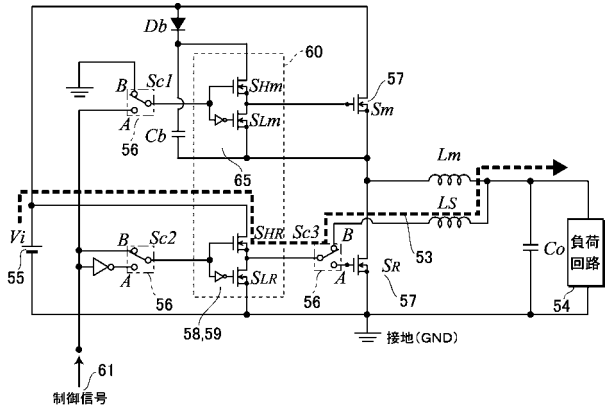 Db
60
57
B
Sc1
SHm
Sm
A
SLm
56
Cb
Lm
65
LS
SHR
Sc3
Vi
B
Sc2
B
53
Co
負荷
回路
55
SR
A
SLR
A
56
56
57
54
58,59
接地(GND)
61
制御信号